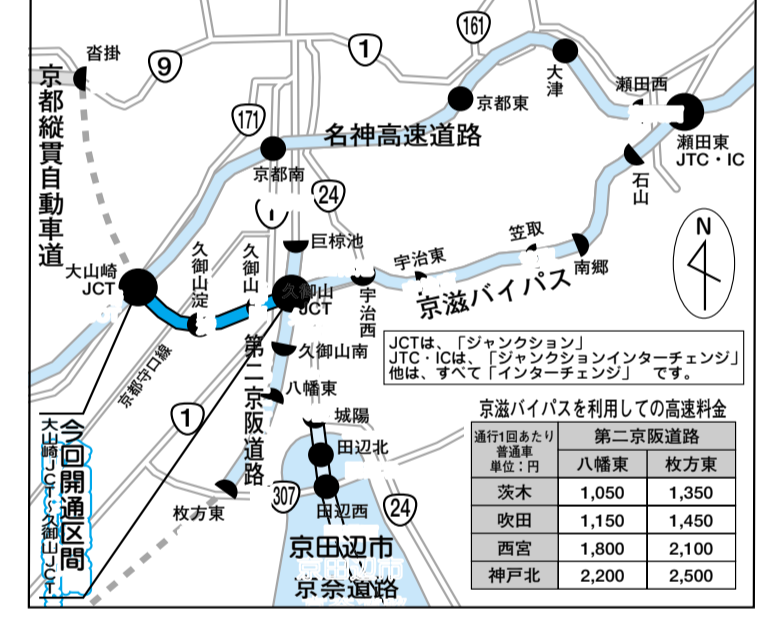 161
沓掛
1
9
大津
瀬田西
京都東
京都縦貫自動車道
171
名神高速道路
瀬田東
JTC・IC
京都南
石山
24
N
巨椋池
笠取
宇治東
南郷
大山崎
JCT
久御山淀
久御山
久御山
JCT
宇治西
京滋バイパス
JCTは、「ジャンクション」
JTC・ICは、「ジャンクションインターチェンジ」
他は、すべて「インターチェンジ」　です。
久御山南
第二京阪道路
京都守口線
八幡東
1
城陽
田辺北
今回開通区間
大山崎JCT〜久御山JCT
307
24
枚方東
田辺西
京田辺市
京奈道路
京滋バイパスを利用しての高速料金
通行1回あたり
普通車
単位：円
第二京阪道路
八幡東 枚方東
茨木 1,050 1,350
吹田 1,150 1,450
西宮 1,800 2,100
神戸北 2,200 2,500